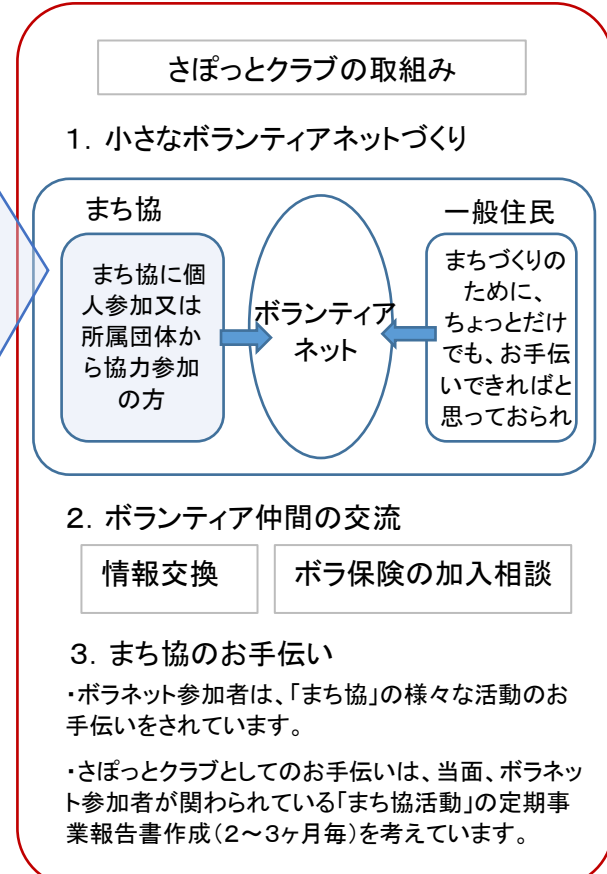 さぽっとクラブの取組み
１．小さなボランティアネットづくり
まち協
まち協に個
人参加又は
所属団体か
ら協力参加
の方
ボランティア
ネット
一般住民
まちづくりの
ために、
ちょっとだけ
でも、お手伝
いできればと
思っておられ
２．ボランティア仲間の交流
情報交換
ボラ保険の加入相談
３．まち協のお手伝い
・ボラネット参加者は、「まち協」の様々な活動のお
手伝いをされています。
・さぽっとクラブとしてのお手伝いは、当面、ボラネッ
ト参加者が関わられている「まち協活動」の定期事
業報告書作成（２～３ヶ月毎）を考えています。